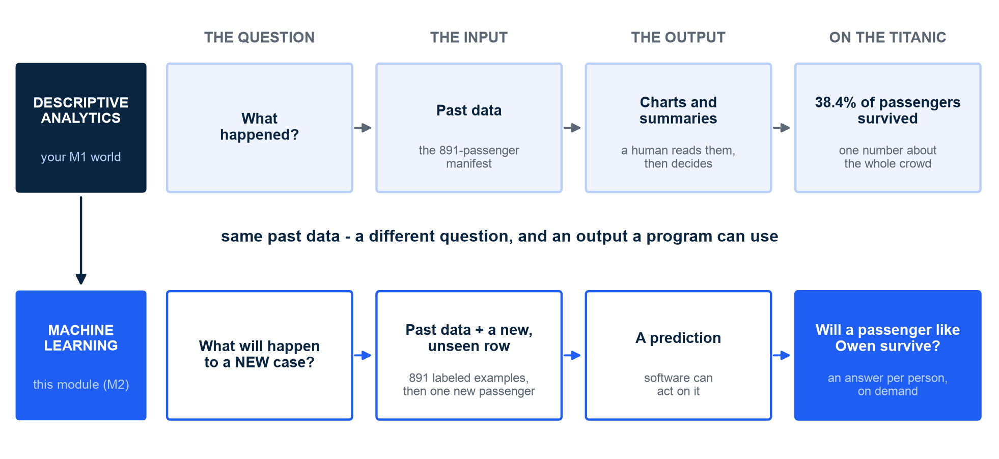 THE QUESTION
THE INPUT
THE OUTPUT
ON THE TITANIC
DESCRIPTIVE
ANALYTICS
your M1 world
What
happened?
Past data
the 891-passenger
manifest
Charts and
summaries
a human reads them,
then decides
38.4% of passengers
survived
one number about
the whole crowd
same past data - a different question, and an output a program can use
MACHINE
LEARNING
this module (M2)
What will happen
to a NEW case?
Past data + a new,
unseen row
891 labeled examples,
then one new passenger
A prediction
software can
act on it
Will a passenger like
Owen survive?
an answer per person,
on demand